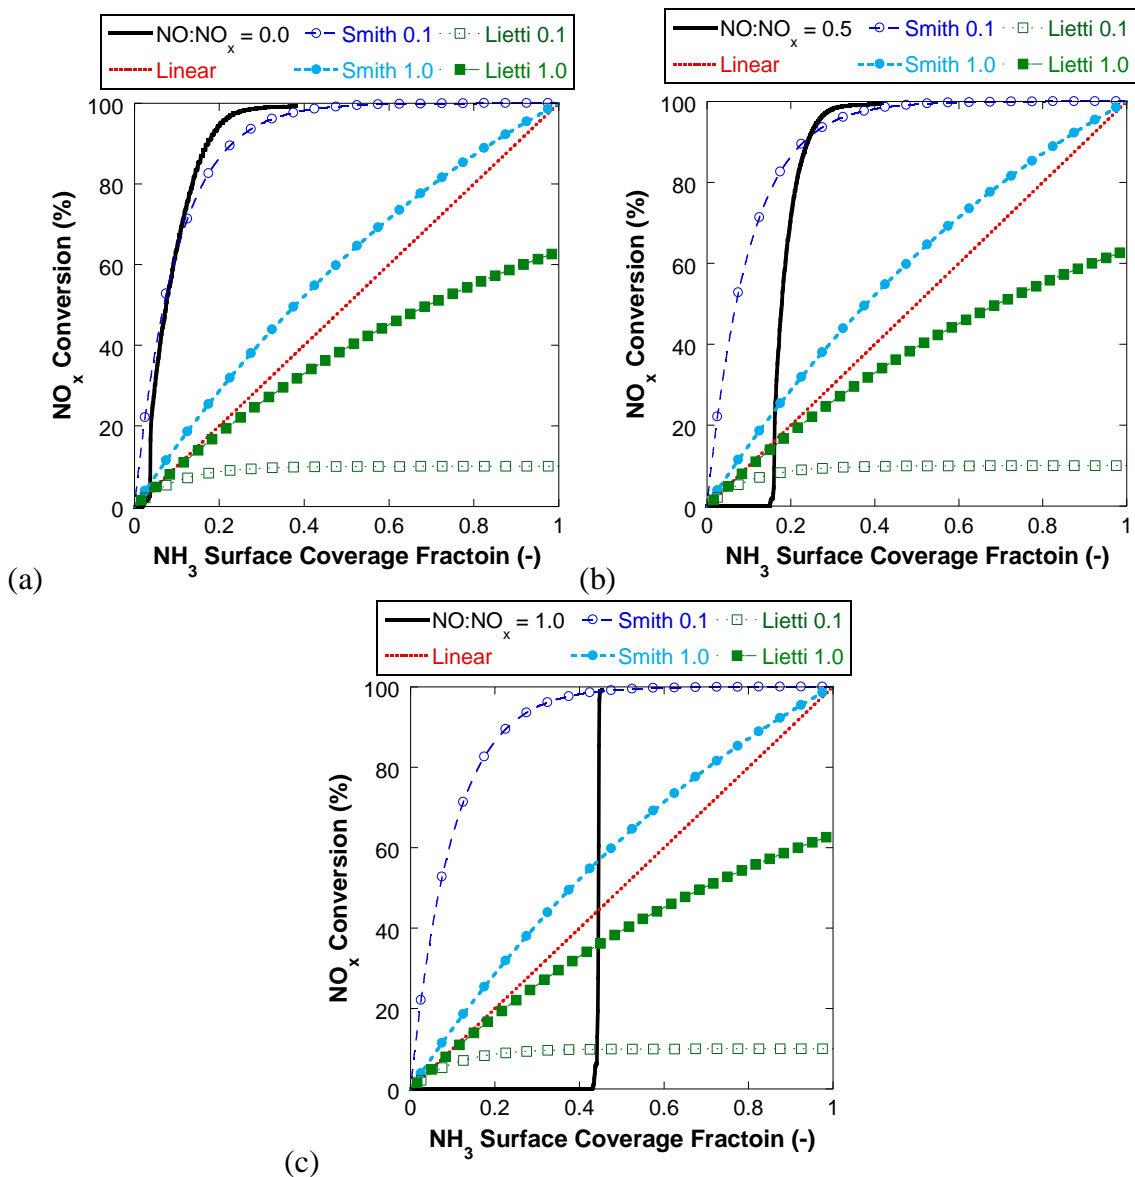 NO:NOx = 0.0 Smith 0.1 Lietti 0.1
Linear Smith 1.0 Lietti 1.0
100
80
60
40
20
0
NOx Conversion (%)
0 0.2 0.4 0.6 0.8 1
NH3 Surface Coverage Fractoin (-)
(a)
NO:NOx = 0.5 Smith 0.1 Lietti 0.1
Linear Smith 1.0 Lietti 1.0
100
80
60
40
20
0
NOx Conversion (%)
0 0.2 0.4 0.6 0.8 1
NH3 Surface Coverage Fractoin (-)
(b)
NO:NOx = 1.0 Smith 0.1 Lietti 0.1
Linear Smith 1.0 Lietti 1.0
100
80
60
40
20
0
NOx Conversion (%)
0 0.2 0.4 0.6 0.8 1
NH3 Surface Coverage Fractoin (-)
(c)